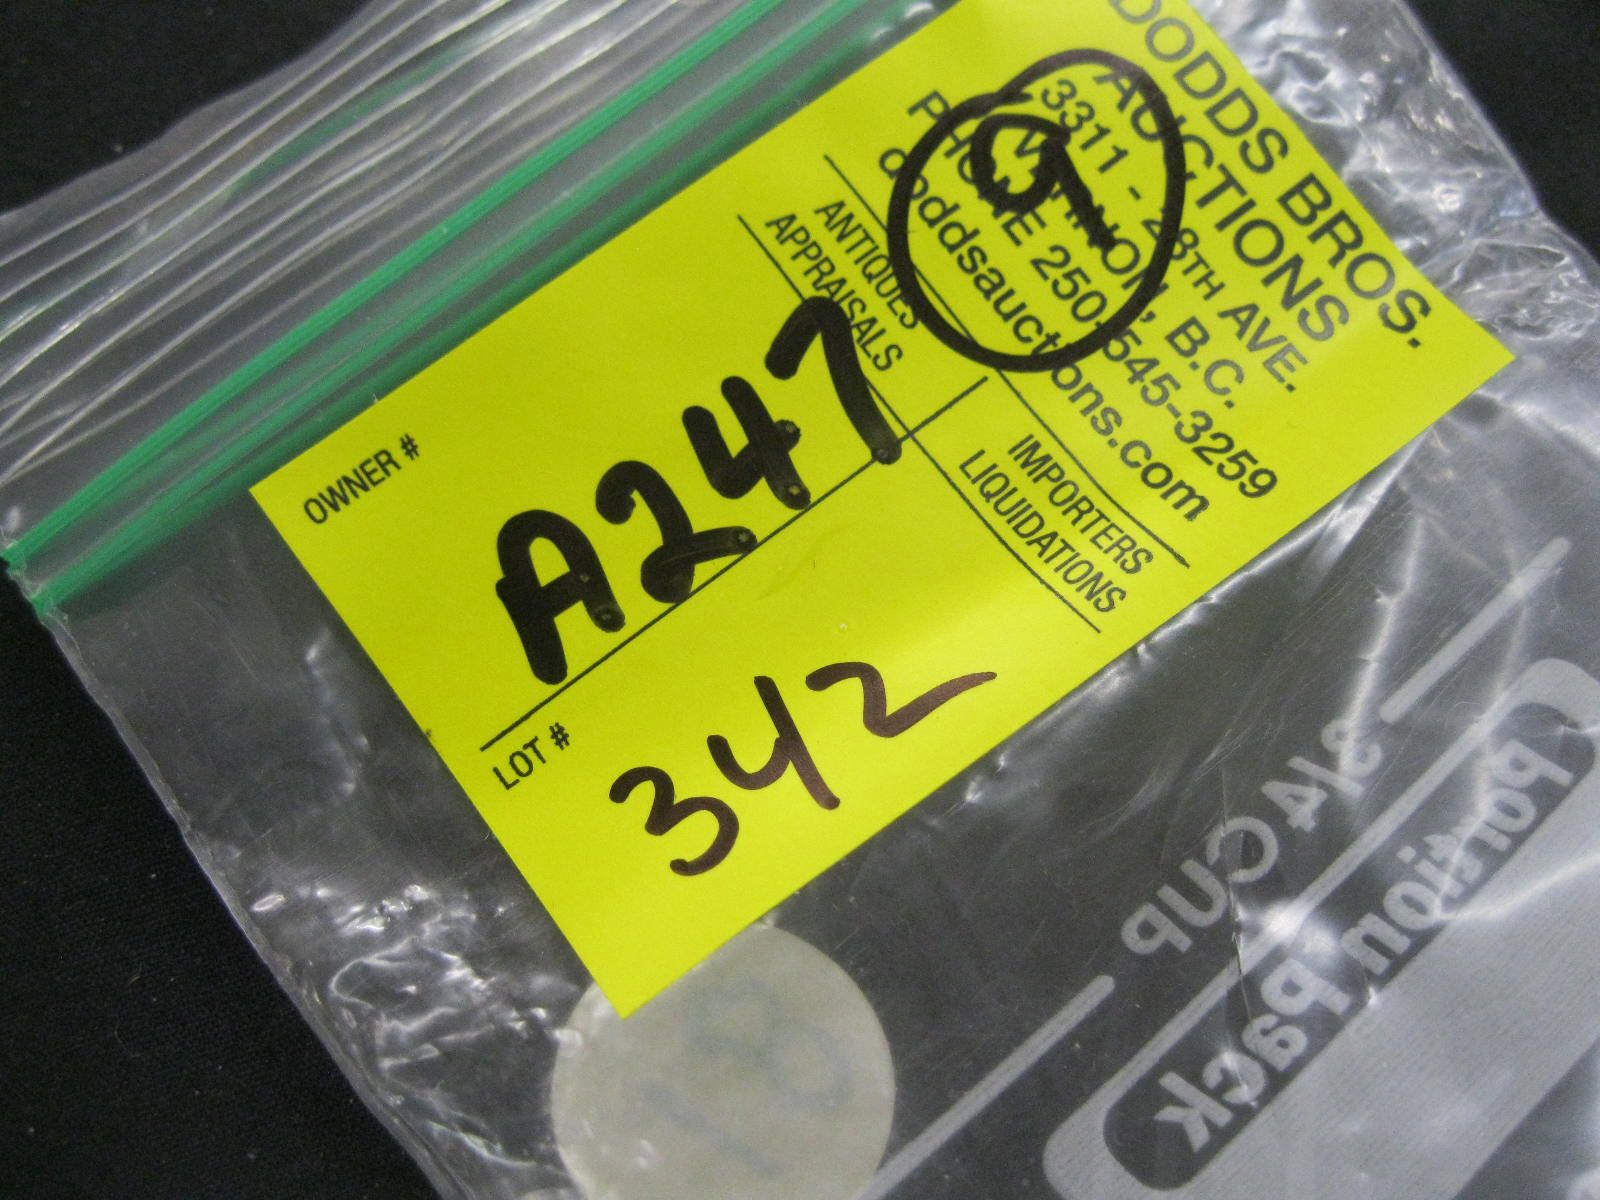 DODDS BROS.
AUCTIONS
3311 - 28TH AVE.
VERNON, B.C.
PHONE 250-545-3259
doddsauctions.com
9
ANTIQUES
APPRAISALS
IMPORTERS
LIQUIDATIONS
OWNER #
A247
LOT #
342
3/4 CUP
Portion Pack